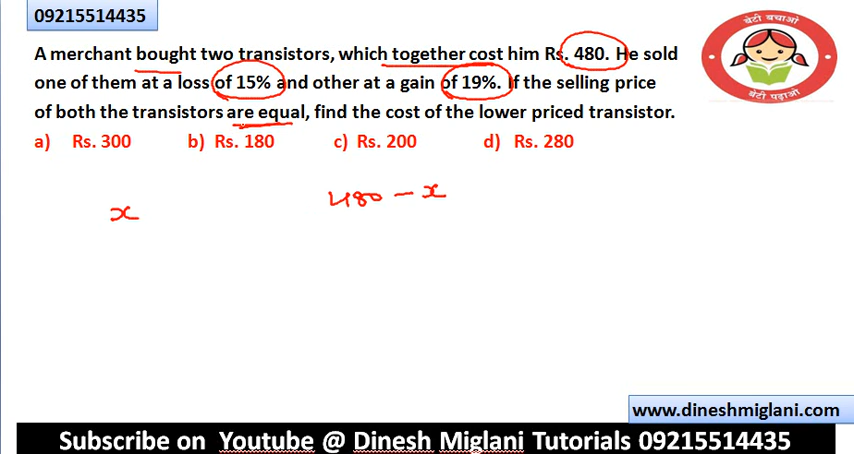 09215514435
A merchant bought two transistors, which together cost him Rs. 480. He sold
one of them at a loss of 15% and other at a gain of 19%. If the selling price
of both the transistors are equal, find the cost of the lower priced transistor.
a) Rs. 300 b) Rs. 180 c) Rs. 200 d) Rs. 280
x 480 – x
बेटी बचाओ
बेटी पढ़ाओ
www.dineshmiglani.com
Subscribe on Youtube @ Dinesh Miglani Tutorials 09215514435